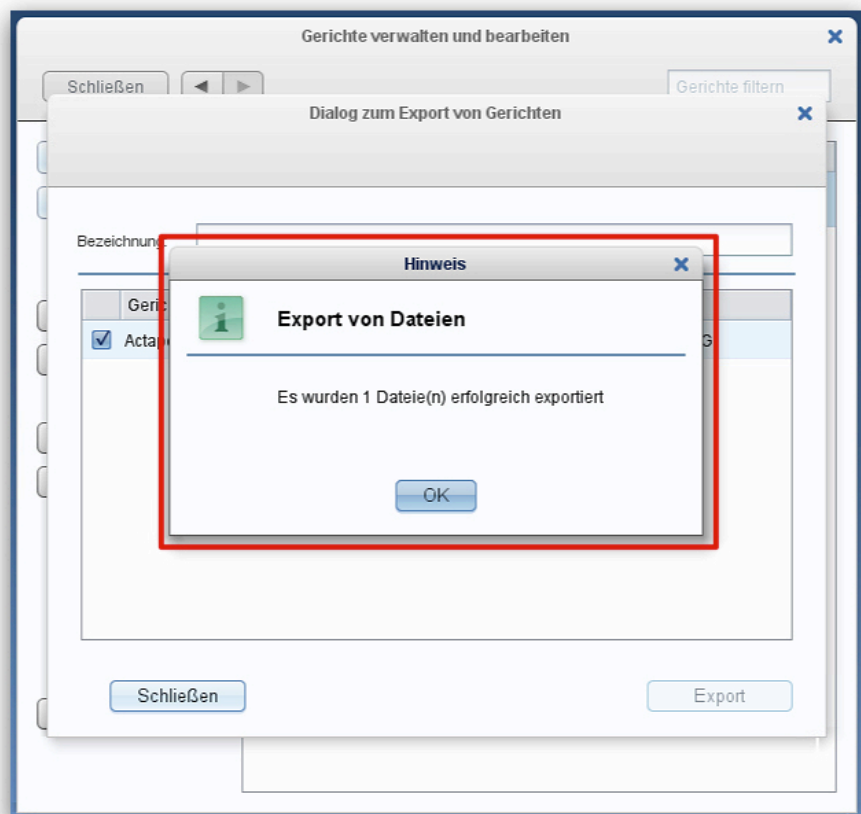 Gerichte verwalten und bearbeiten
Schließen
Gerichte filtern
Dialog zum Export von Gerichten
Bezeichnung
Hinweis
Export von Dateien
Es wurden 1 Datei(n) erfolgreich exportiert
OK
Schließen
Export